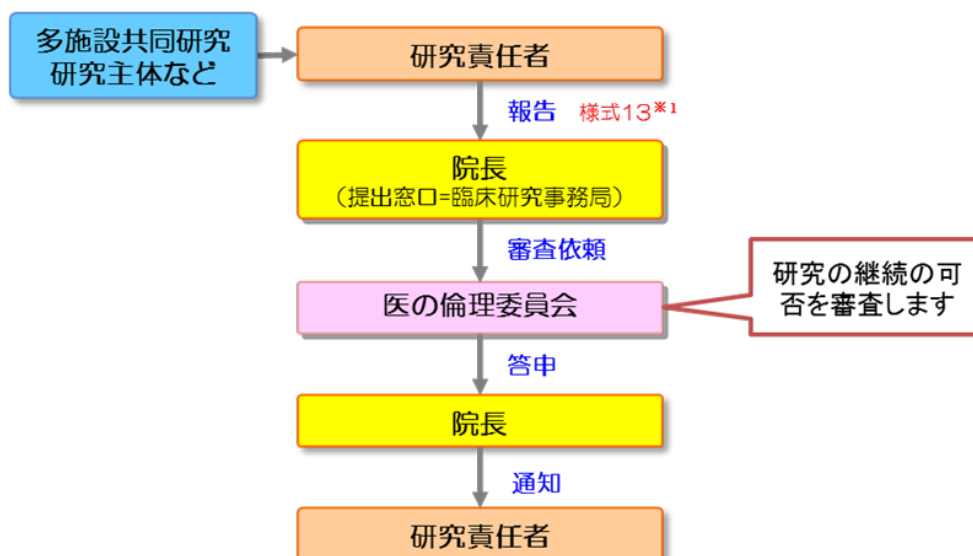 多施設共同研究
研究主体など
研究責任者
報告 様式13※1
院長
（提出窓口=臨床研究事務局）
審査依頼
医の倫理委員会
研究の継続の可
否を審査します
答申
院長
通知
研究責任者